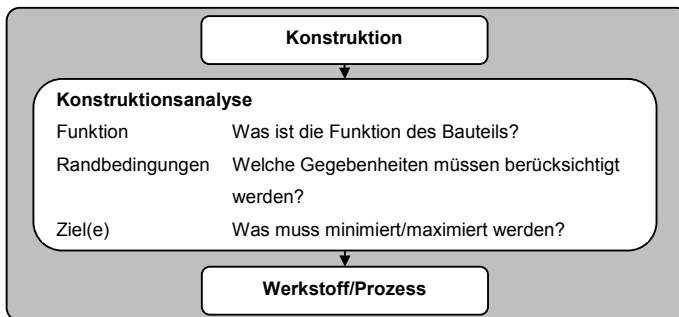 Konstruktion
Konstruktionsanalyse
Funktion Was ist die Funktion des Bauteils?
Randbedingungen Welche Gegebenheiten müssen berücksichtigt
werden?
Ziel(e) Was muss minimiert/maximiert werden?
Werkstoff/Prozess